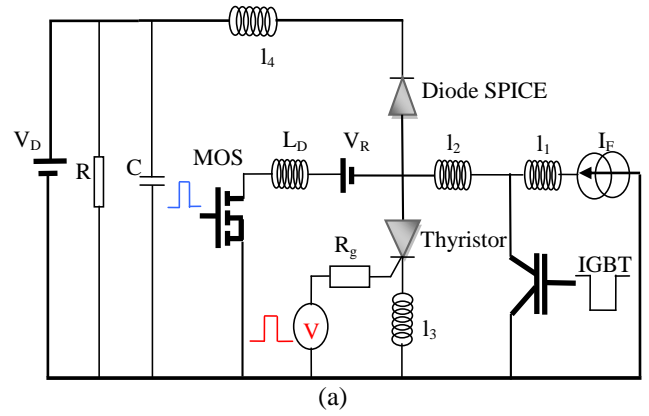 l4
Diode SPICE
VD
R
C
MOS
LD
VR
l2
l1
IF
Rg
Thyristor
IGBT
V
l3
(a)